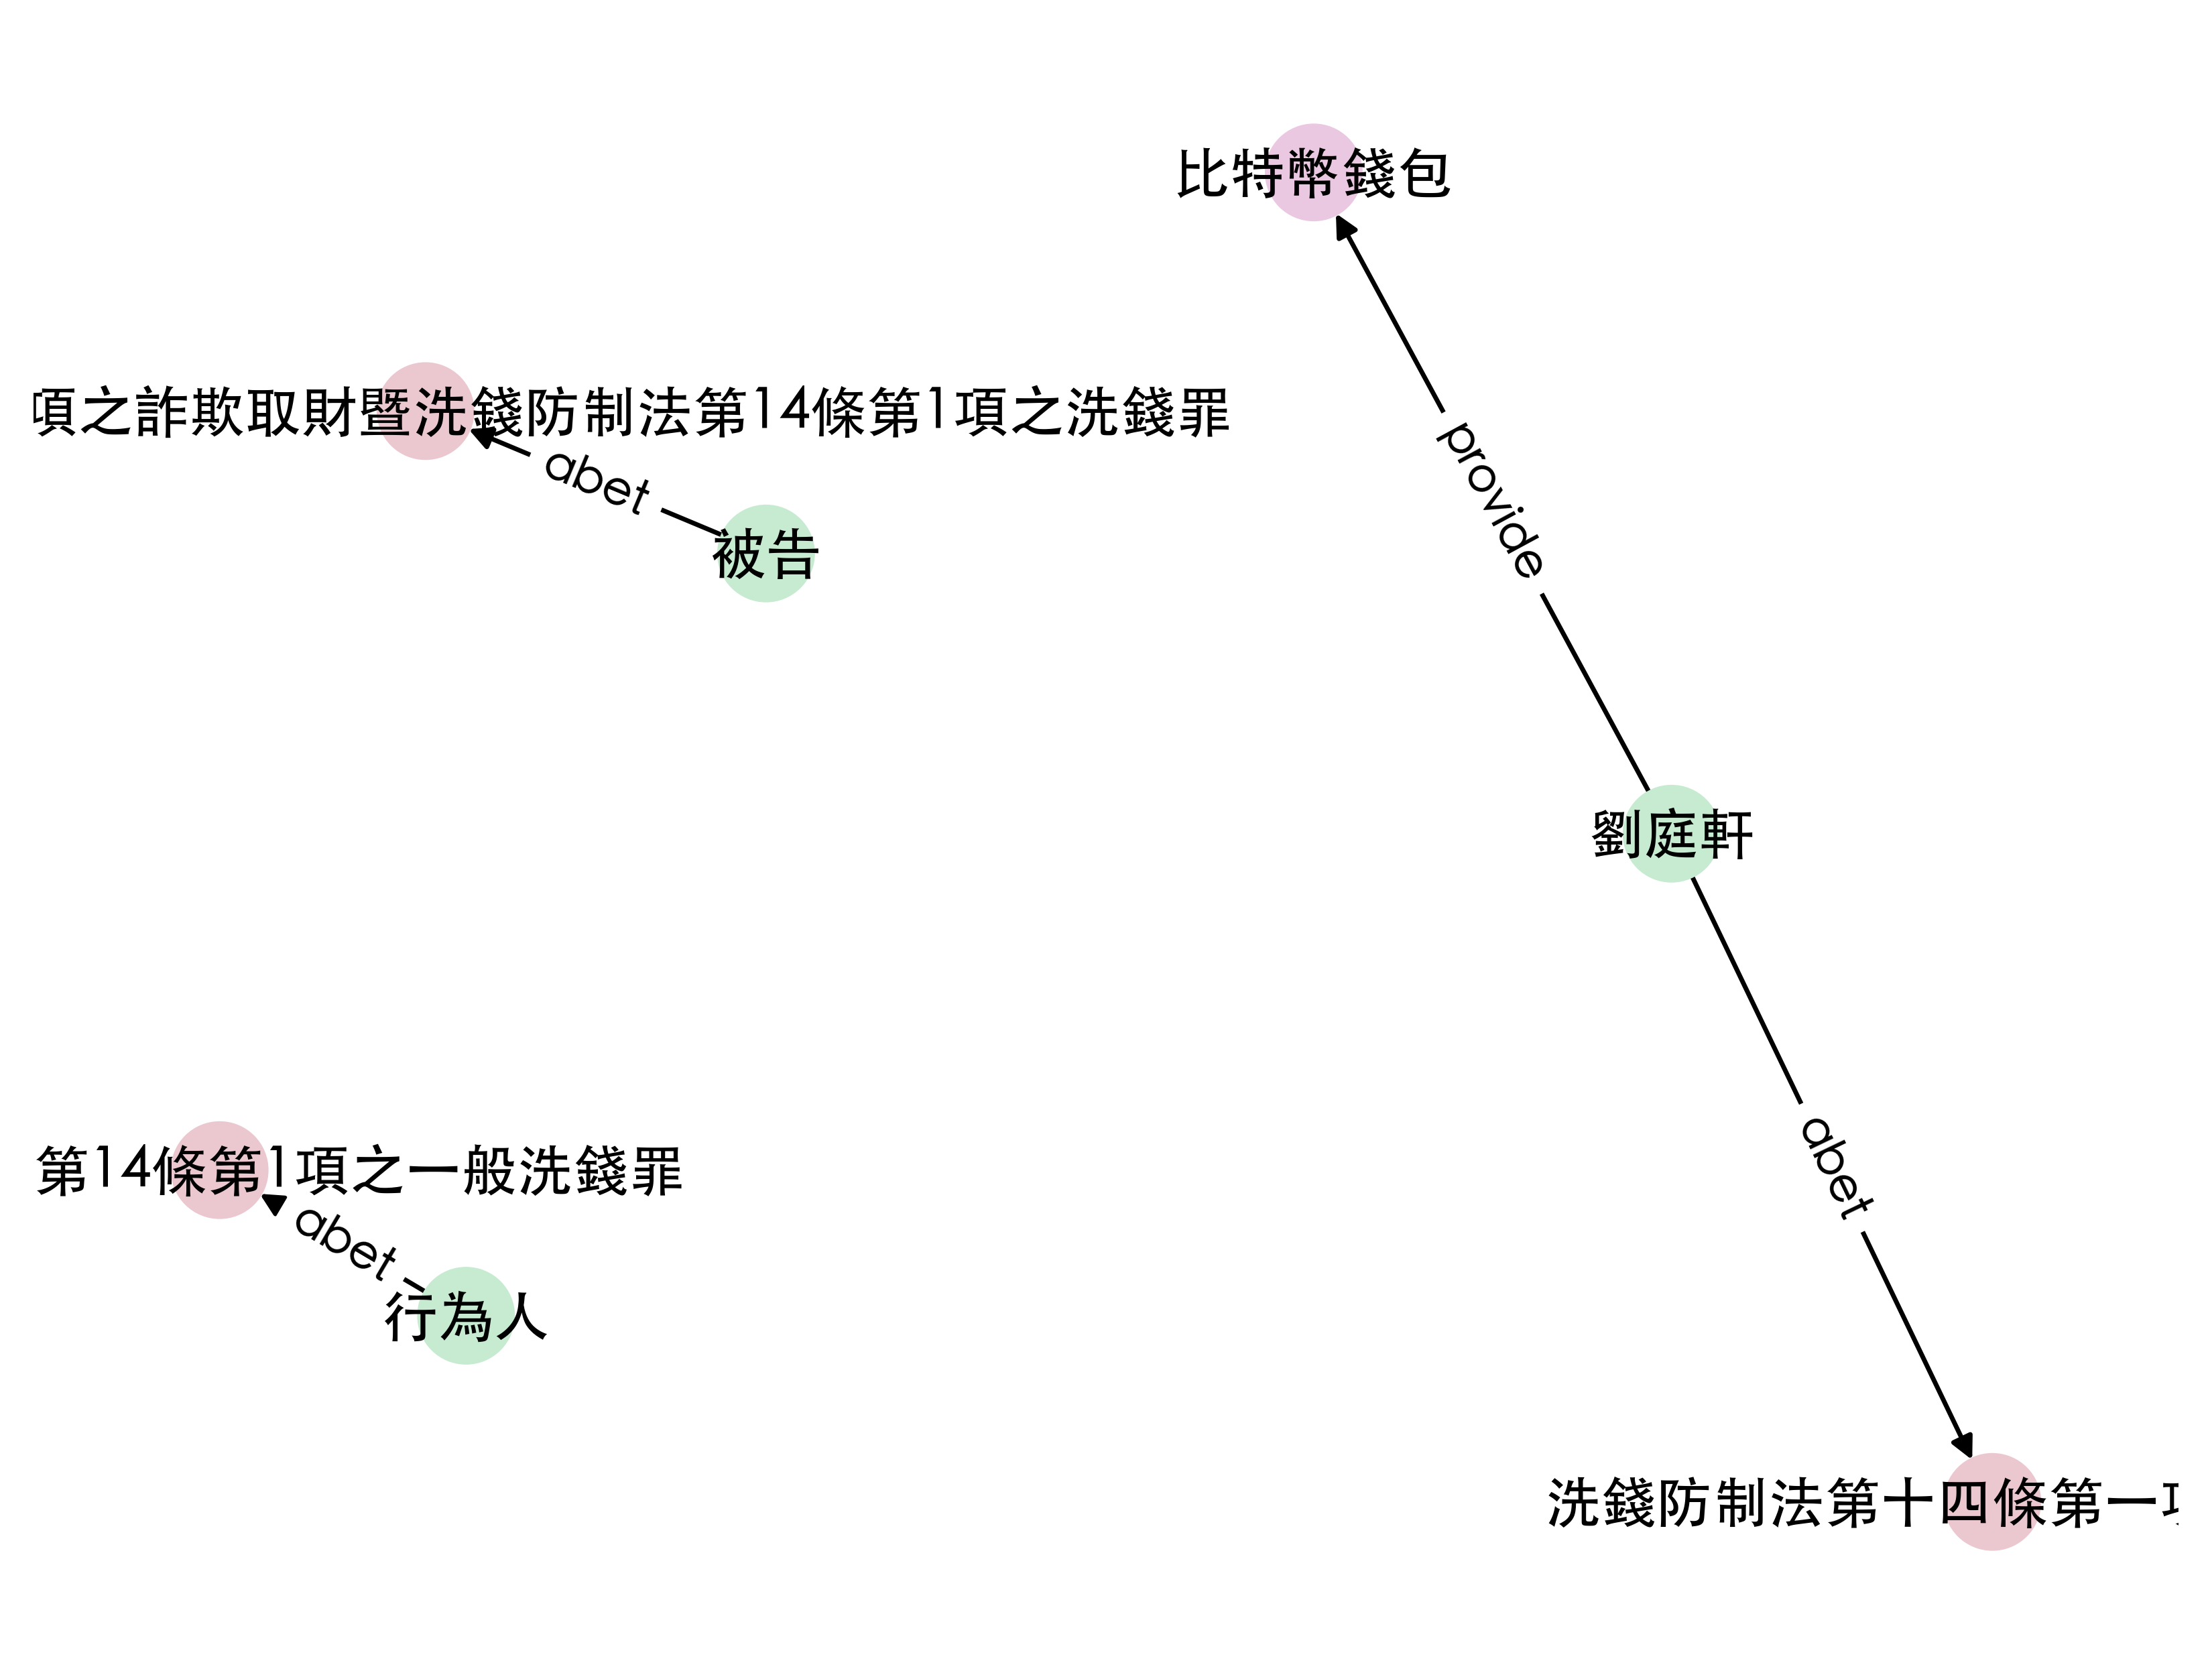 比特幣錢包
項之詐欺取財暨洗錢防制法第14條第1項之洗錢罪
provide
abet
被告
劉庭軒
abet
第14條第1項之一般洗錢罪
abet
行為人
洗錢防制法第十四條第一